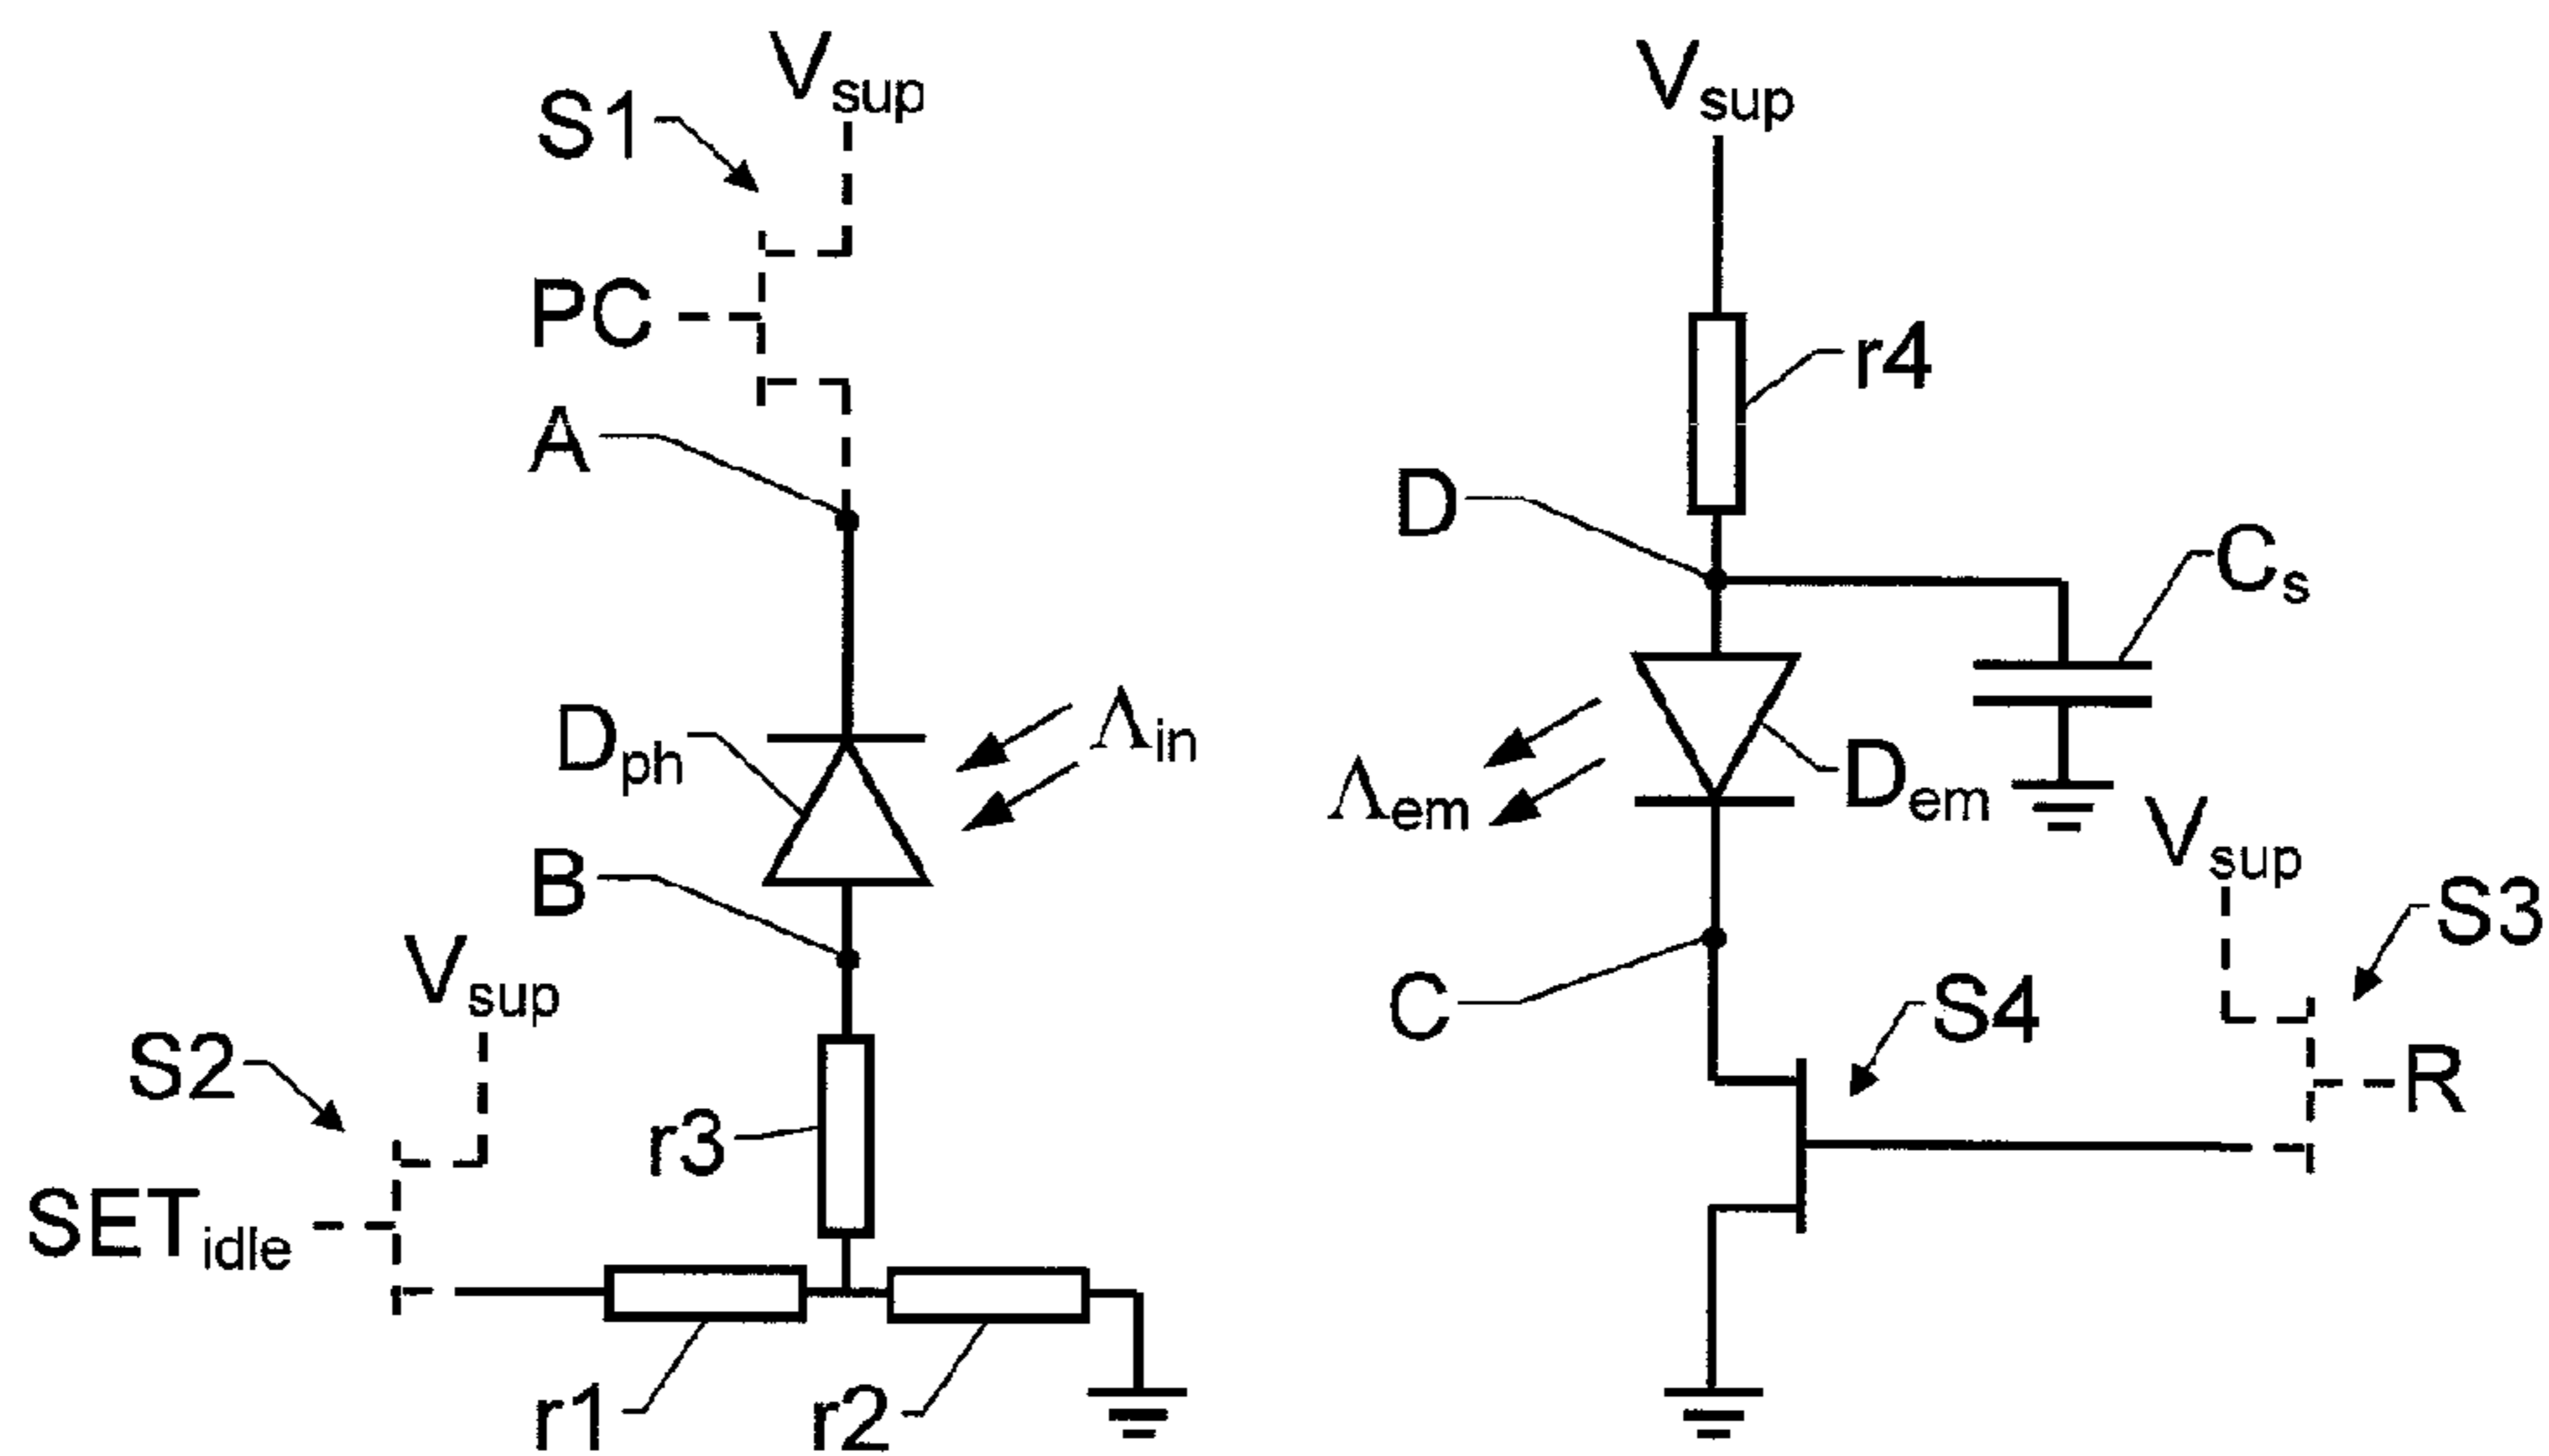 V_sup
S1
PC
A
D_ph
Λ_in
B
V_sup
S2
SET_idle
r3
r1
r2
V_sup
r4
D
C_s
Λ_em
D_em
V_sup
S3
C
S4
R